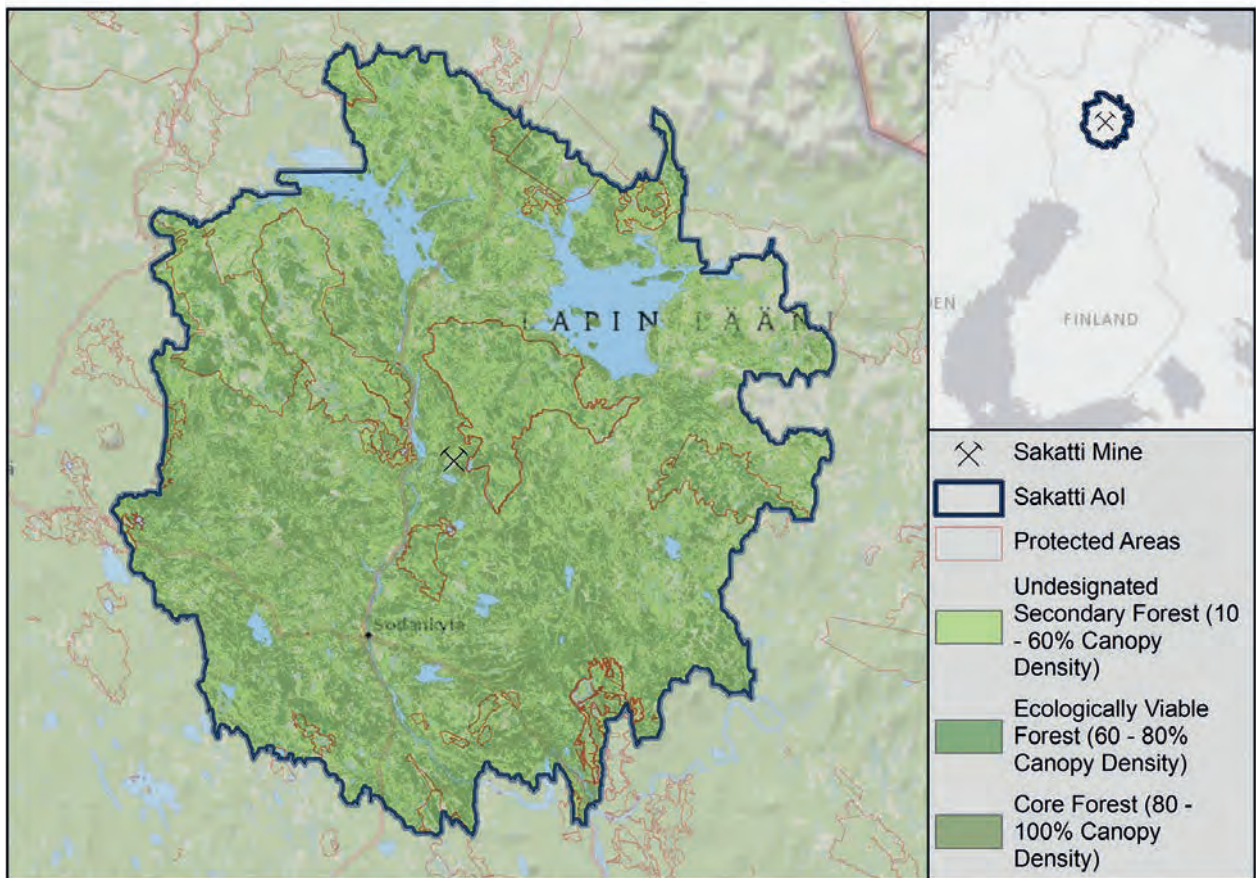 LAPIN LÄÄNI
Sodankylä
DEN
FINLAND
Sakatti Mine
Sakatti AoI
Protected Areas
Undesignated
Secondary Forest (10
- 60% Canopy
Density)
Ecologically Viable
Forest (60 - 80%
Canopy Density)
Core Forest (80 -
100% Canopy
Density)